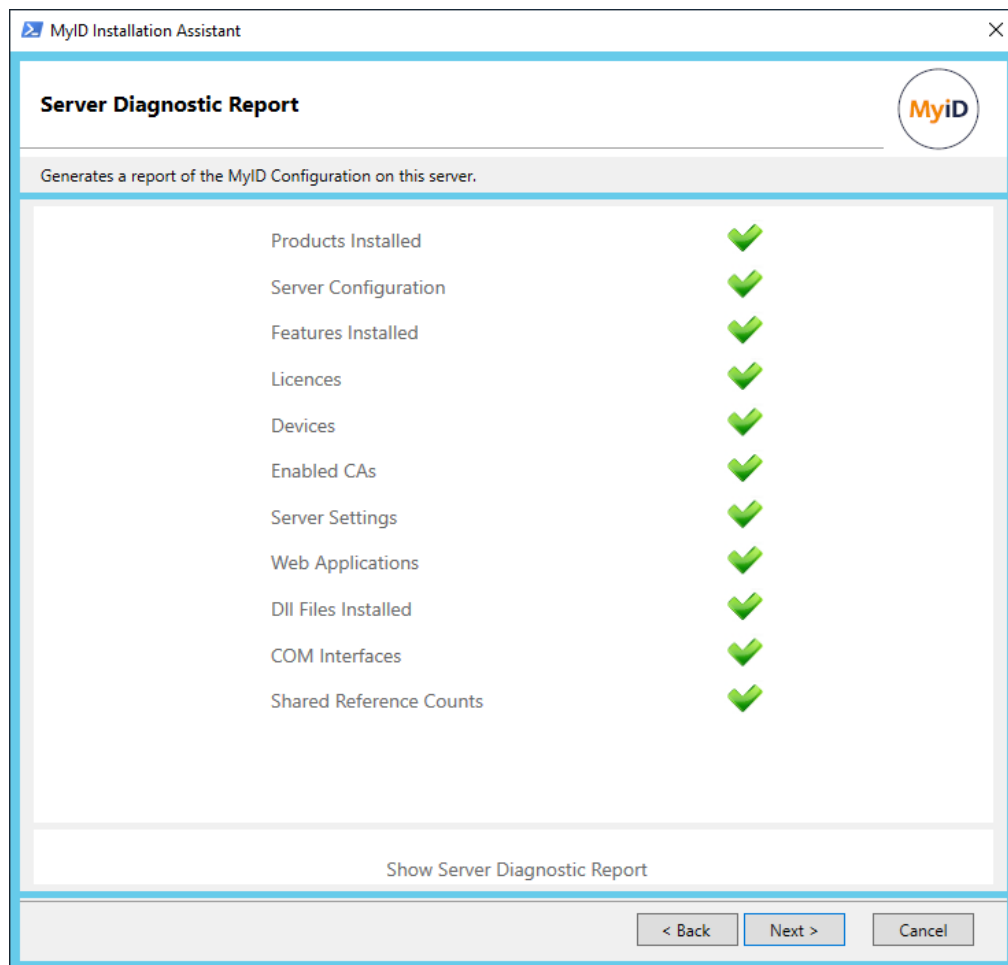 MyID Installation Assistant
Server Diagnostic Report
MyiD
Generates a report of the MyID Configuration on this server.
Products Installed
Server Configuration
Features Installed
Licences
Devices
Enabled CAs
Server Settings
Web Applications
Dll Files Installed
COM Interfaces
Shared Reference Counts
Show Server Diagnostic Report
< Back
Next >
Cancel